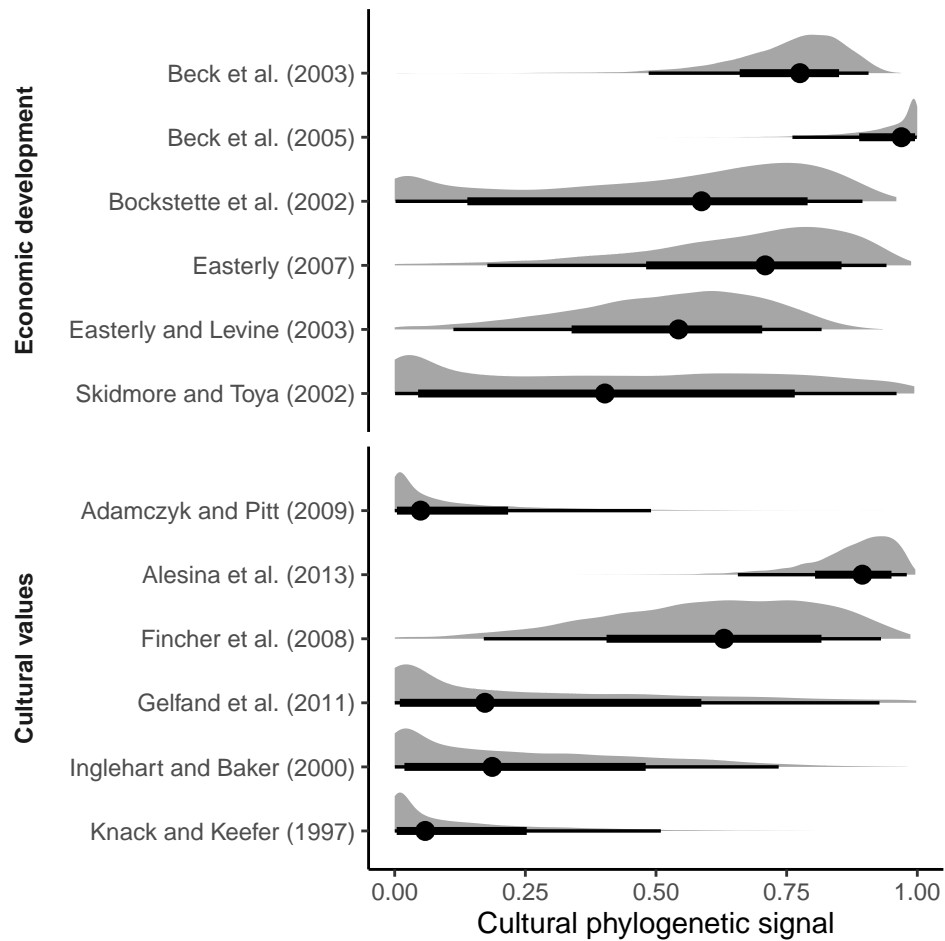 Economic development
Beck et al. (2003)
Beck et al. (2005)
Bockstette et al. (2002)
Easterly (2007)
Easterly and Levine (2003)
Skidmore and Toya (2002)
Cultural values
Adamczyk and Pitt (2009)
Alesina et al. (2013)
Fincher et al. (2008)
Gelfand et al. (2011)
Inglehart and Baker (2000)
Knack and Keefer (1997)
0.00 0.25 0.50 0.75 1.00
Cultural phylogenetic signal